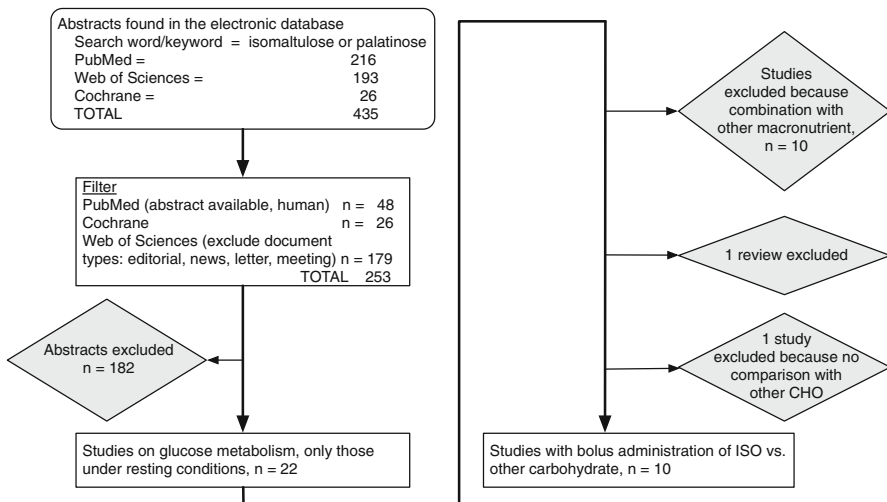 Abstracts found in the electronic database
Search word/keyword = isomaltulose or palatinose
PubMed = 216
Web of Sciences = 193
Cochrane = 26
TOTAL 435
Filter
PubMed (abstract available, human) n = 48
Cochrane n = 26
Web of Sciences (exclude document
types: editorial, news, letter, meeting) n = 179
TOTAL 253
Abstracts excluded
n = 182
Studies on glucose metabolism, only those
under resting conditions, n = 22
Studies
excluded because
combination with
other macronutrient,
n = 10
1 review excluded
1 study
excluded because no
comparison with
other CHO
Studies with bolus administration of ISO vs.
other carbohydrate, n = 10